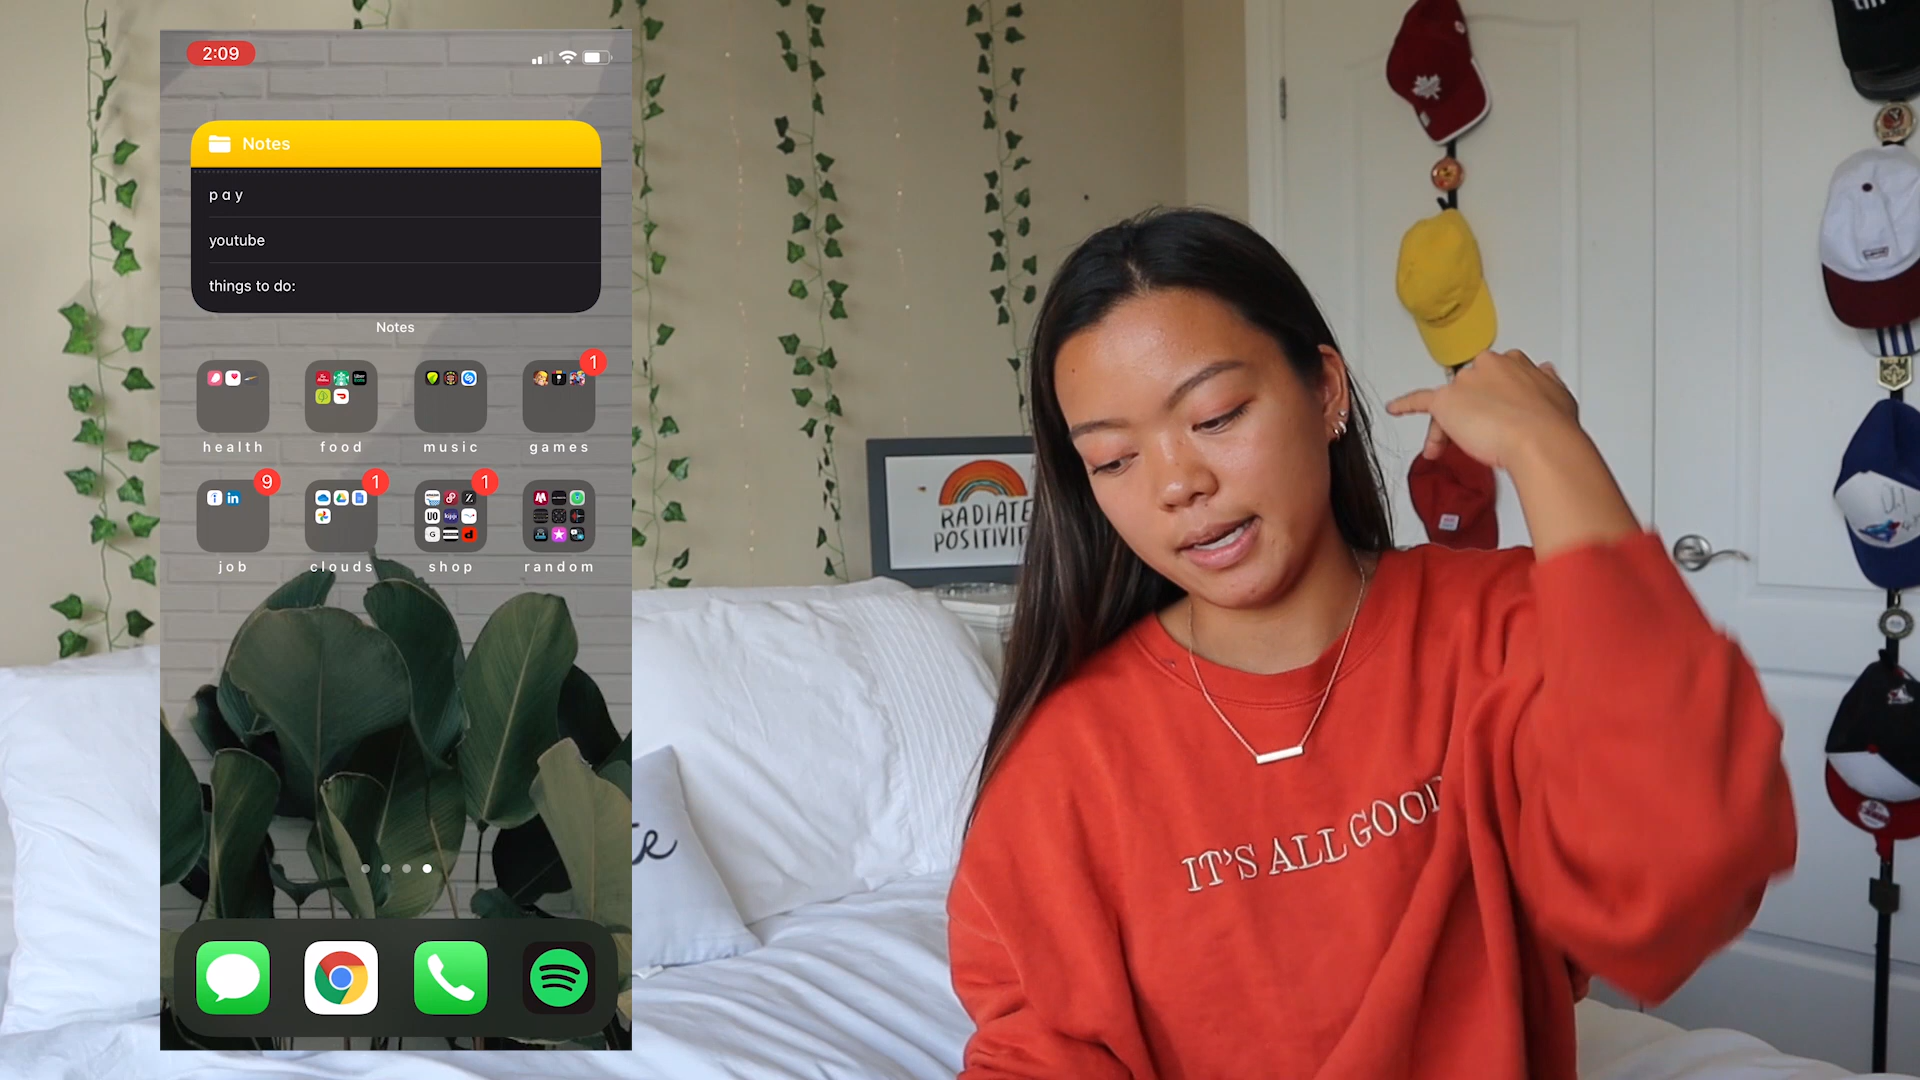 2:09
Notes
pay
youtube
things to do:
Notes
1
health
food
music
games
9
1
1
UO
job
clouds
shop
random
RADIATE
POSITIVI
IT'S ALL GOOD